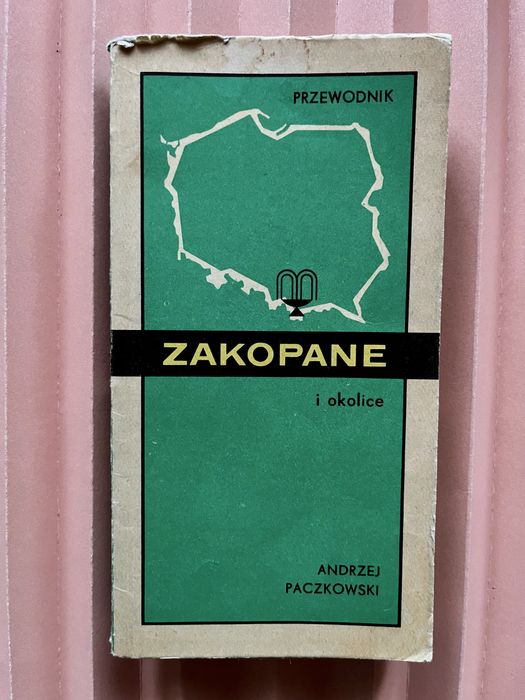 PRZEWODNIK
ZAKOPANE
i okolice
ANDRZEJ
PACZKOWSKI